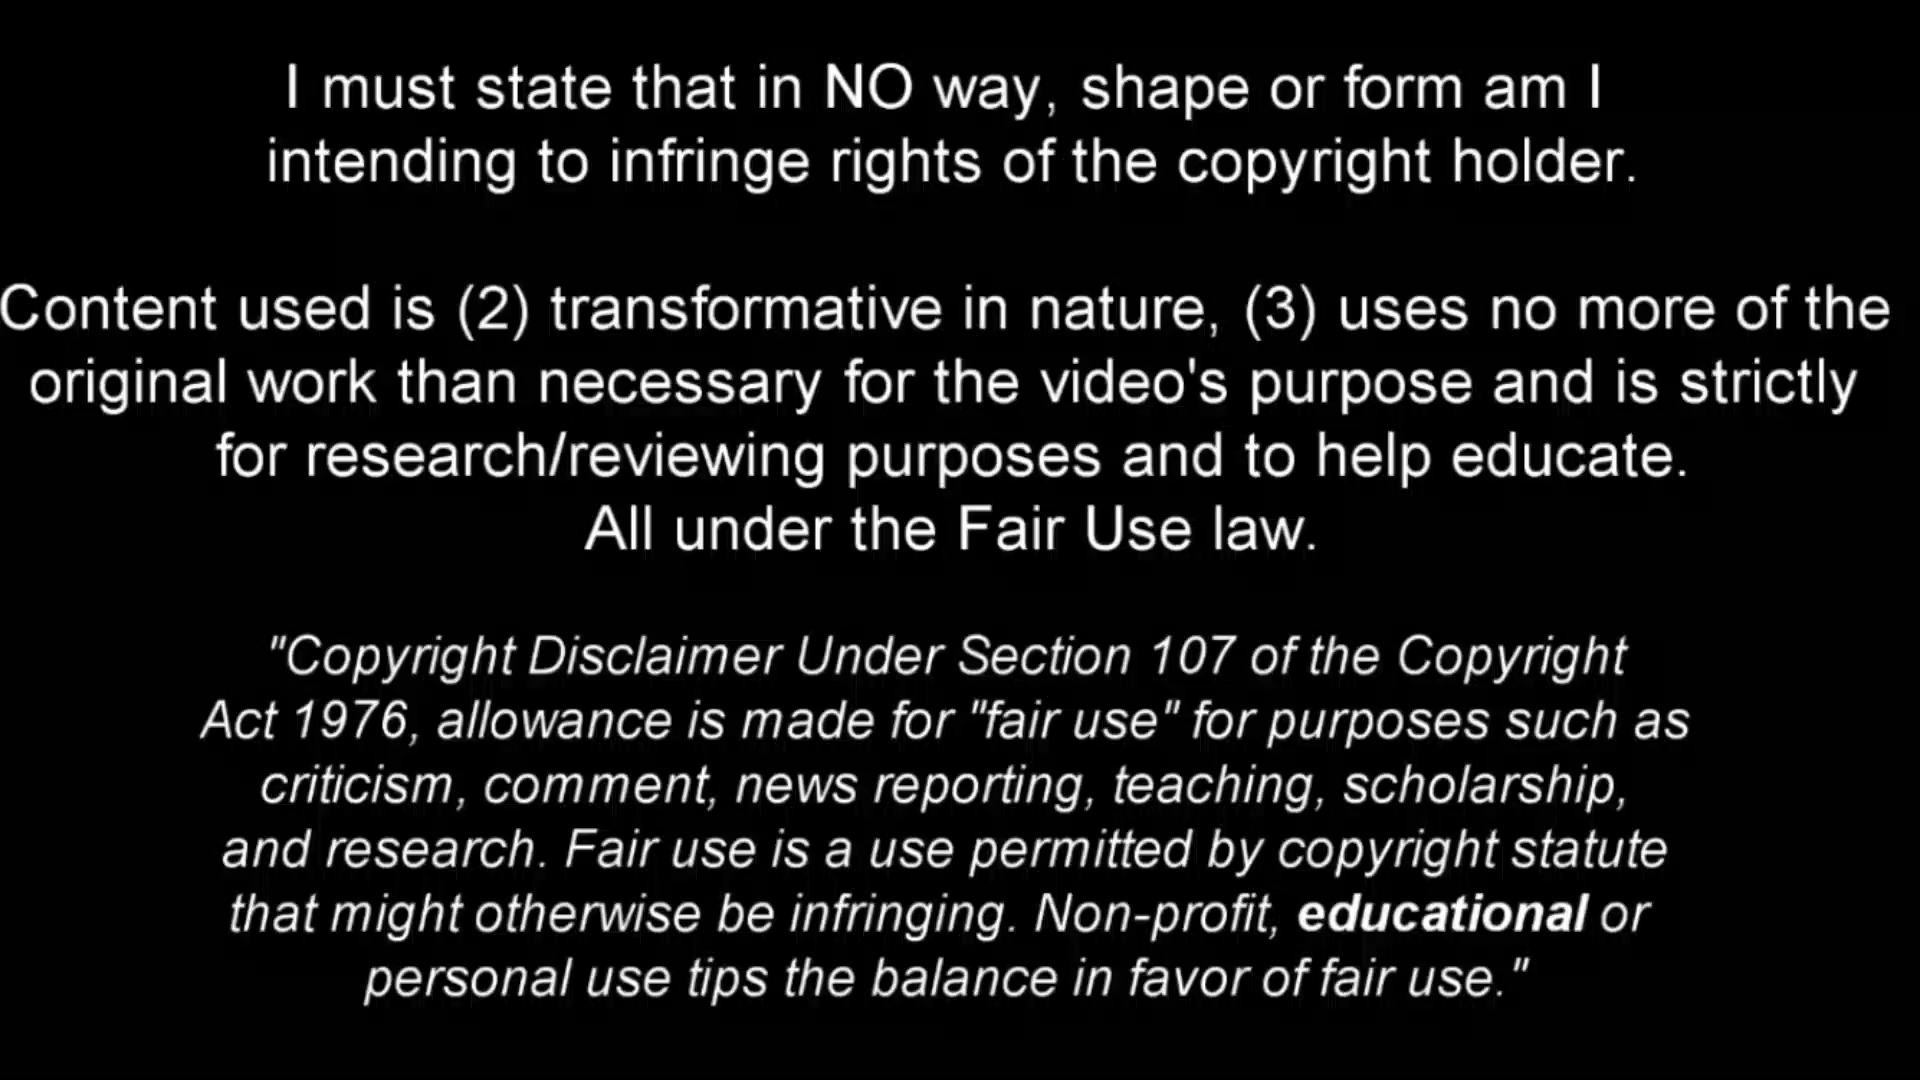 I must state that in NO way, shape or form am I
intending to infringe rights of the copyright holder.
Content used is (2) transformative in nature, (3) uses no more of the
original work than necessary for the video's purpose and is strictly
for research/reviewing purposes and to help educate.
All under the Fair Use law.
"Copyright Disclaimer Under Section 107 of the Copyright
Act 1976, allowance is made for "fair use" for purposes such as
criticism, comment, news reporting, teaching, scholarship,
and research. Fair use is a use permitted by copyright statute
that might otherwise be infringing. Non-profit, educational or
personal use tips the balance in favor of fair use."